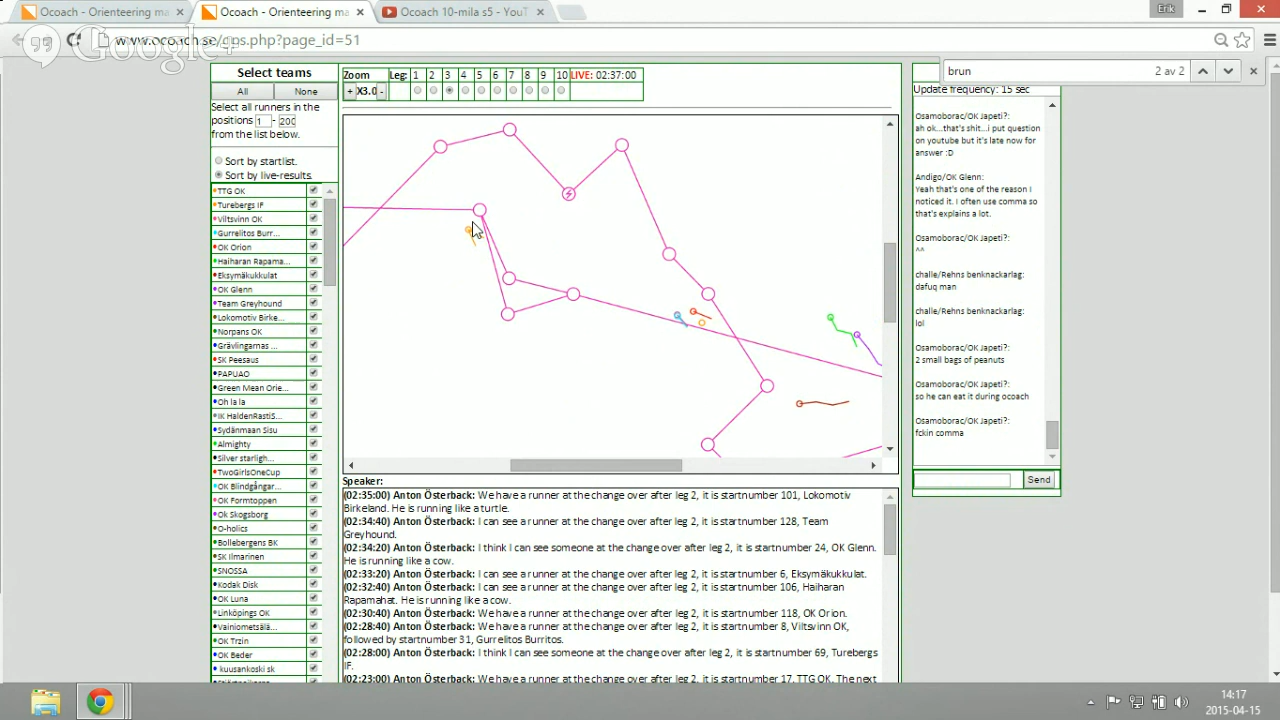 Ocoach - Orienteering ma
Ocoach - Orienteering ma
Ocoach 10-mila s5 - YouT
Erik
www.ocoach.se/gps.php?page_id=51
Google+
brun
2 av 2
Select teams
All
None
Select all runners in the
positions 1 - 200
from the list below.
Sort by startlist.
Sort by live-results.
TTG OK
Turebergs IF
Viltsvinn OK
Gurrelitos Burr...
OK Orion
Haiharan Rapama...
Eksymäkukkulat
OK Glenn
Team Greyhound
Lokomotiv Birke...
Norpans OK
Grävlingarnas ...
SK Peesaus
PAPUAO
Green Mean Orie...
Oh la la
IK HaldenRastiS...
Sydänmaan Sisu
Almighty
Silver starligh...
TwoGirlsOneCup
OK Blindgångar...
OK Formtoppen
Ok Skogsborg
O-holics
Bollebergens BK
SK Ilmarinen
SNOSSA
Kodak Disk
OK Luna
Linköpings OK
Vainiometsälä...
OK Trzin
OK Beder
kuusankoski sk
Zoom
Leg:
1 2 3 4 5 6 7 8 9 10
LIVE: 02:37:00
+ X3.0 -
Speaker:
(02:35:00) Anton Österback: We have a runner at the change over after leg 2, it is startnumber 101, Lokomotiv
Birkeland. He is running like a turtle.
(02:34:40) Anton Österback: I can see a runner at the change over after leg 2, it is startnumber 128, Team
Greyhound.
(02:34:20) Anton Österback: I think I can see someone at the change over after leg 2, it is startnumber 24, OK Glenn.
He is running like a cow.
(02:33:20) Anton Österback: I can see a runner at the change over after leg 2, it is startnumber 6, Eksymäkukkulat.
(02:32:40) Anton Österback: We have a runner at the change over after leg 2, it is startnumber 106, Haiharan
Rapamahat. He is running like a cow.
(02:30:40) Anton Österback: We have a runner at the change over after leg 2, it is startnumber 118, OK Orion.
(02:28:40) Anton Österback: We have a runner at the change over after leg 2, it is startnumber 8, Viltsvinn OK,
followed by startnumber 31, Gurrelitos Burritos.
(02:28:00) Anton Österback: I think I can see someone at the change over after leg 2, it is startnumber 69, Turebergs
IF.
(02:23:00) Anton Österback: We have a runner at the change over after leg 2, it is startnumber 17, TTG OK, The next
Update frequency: 15 sec
Osamoborac/OK Japeti?:
ah ok...that's shit...i put question
on youtube but it's late now for
answer :D
Andigo/OK Glenn:
Yeah that's one of the reason I
noticed it. I often use comma so
that's explains a lot.
Osamoborac/OK Japeti?:
^^
challe/Rehns benknackarlag:
dafuq man
challe/Rehns benknackarlag:
lol
Osamoborac/OK Japeti?:
2 small bags of peanuts
Osamoborac/OK Japeti?:
so he can eat it during ocoach
Osamoborac/OK Japeti?:
fckin comma
Send
14:17
2015-04-15